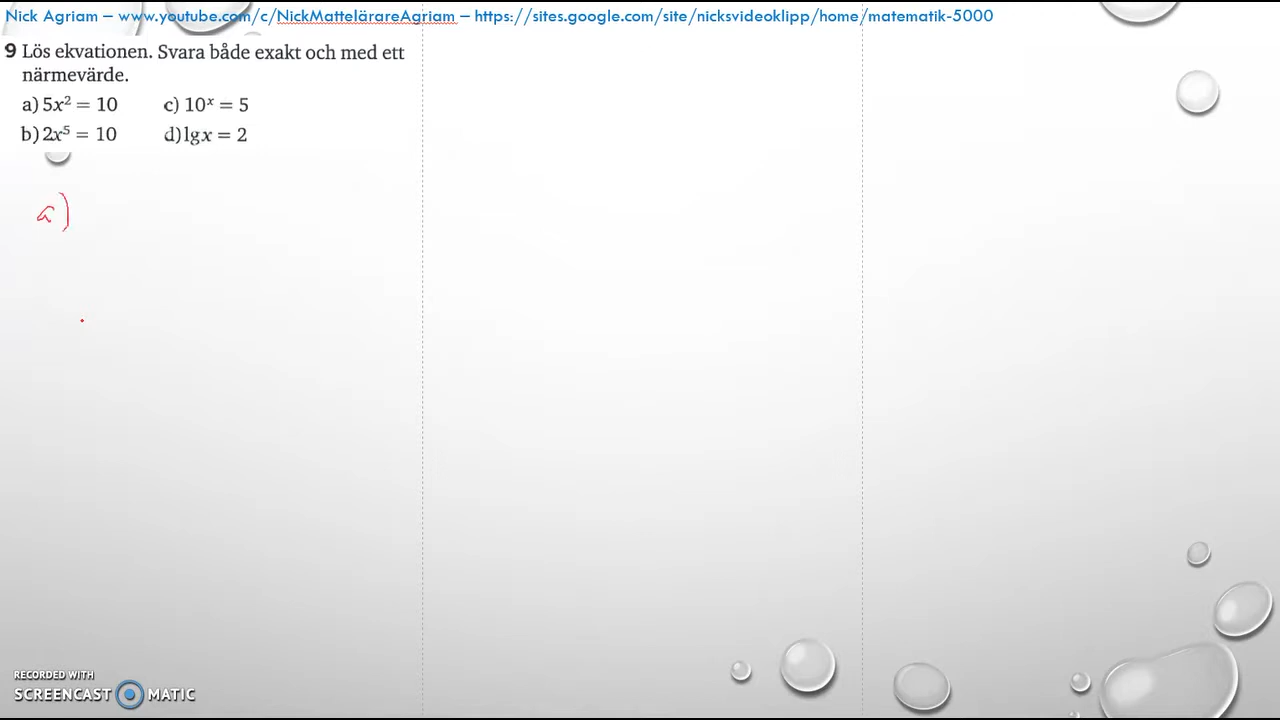 Nick Agriam – www.youtube.com/c/NickMattelärareAgriam – https://sites.google.com/site/nicksvideoklipp/home/matematik-5000
9 Lös ekvationen. Svara både exakt och med ett
närmevärde.
a) 5x² = 10 c) 10ˣ = 5
b) 2x⁵ = 10 d) lg x = 2
a)
RECORDED WITH
SCREENCAST MATIC